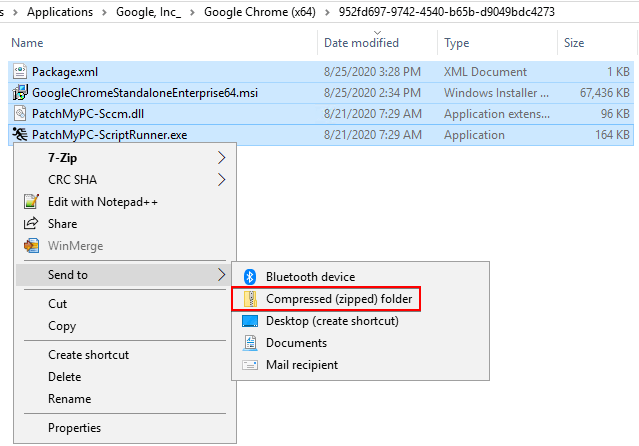 s › Applications › Google, Inc_ › Google Chrome (x64) › 952fd697-9742-4540-b65b-d9049bdc4273
Name Date modified Type Size
Package.xml 8/25/2020 3:28 PM XML Document 1 KB
GoogleChromeStandaloneEnterprise64.msi 8/25/2020 2:34 PM Windows Installer ... 67,436 KB
PatchMyPC-Sccm.dll 8/21/2020 7:29 AM Application extens... 96 KB
PatchMyPC-ScriptRunner.exe 8/21/2020 7:29 AM Application 164 KB
7-Zip
CRC SHA
Edit with Notepad++
Share
WinMerge
Send to
Cut
Copy
Create shortcut
Delete
Rename
Properties
Bluetooth device
Compressed (zipped) folder
Desktop (create shortcut)
Documents
Mail recipient